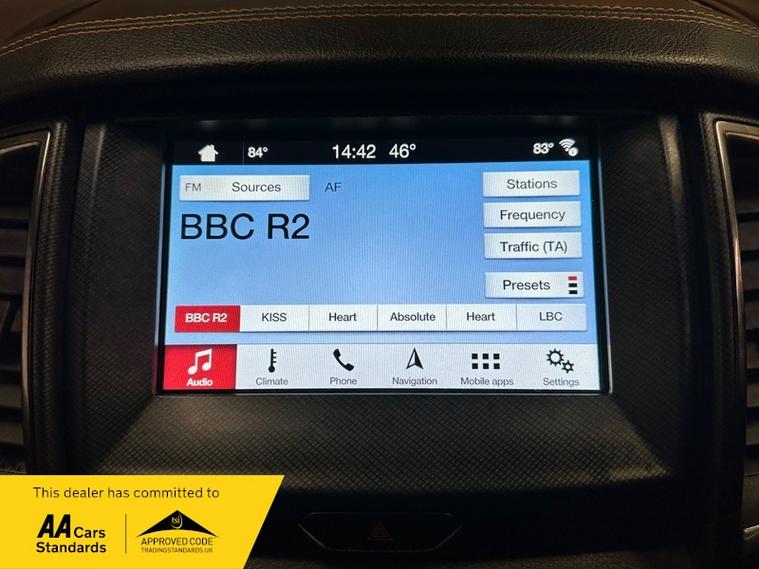 84° 14:42 46° 83°
FM Sources AF Stations
BBC R2
Frequency
Traffic (TA)
Presets
BBC R2 KISS Heart Absolute Heart LBC
Audio Climate Phone Navigation Mobile apps Settings
This dealer has committed to
AA Cars
Standards
tsi
APPROVED CODE
TRADINGSTANDARDS.UK